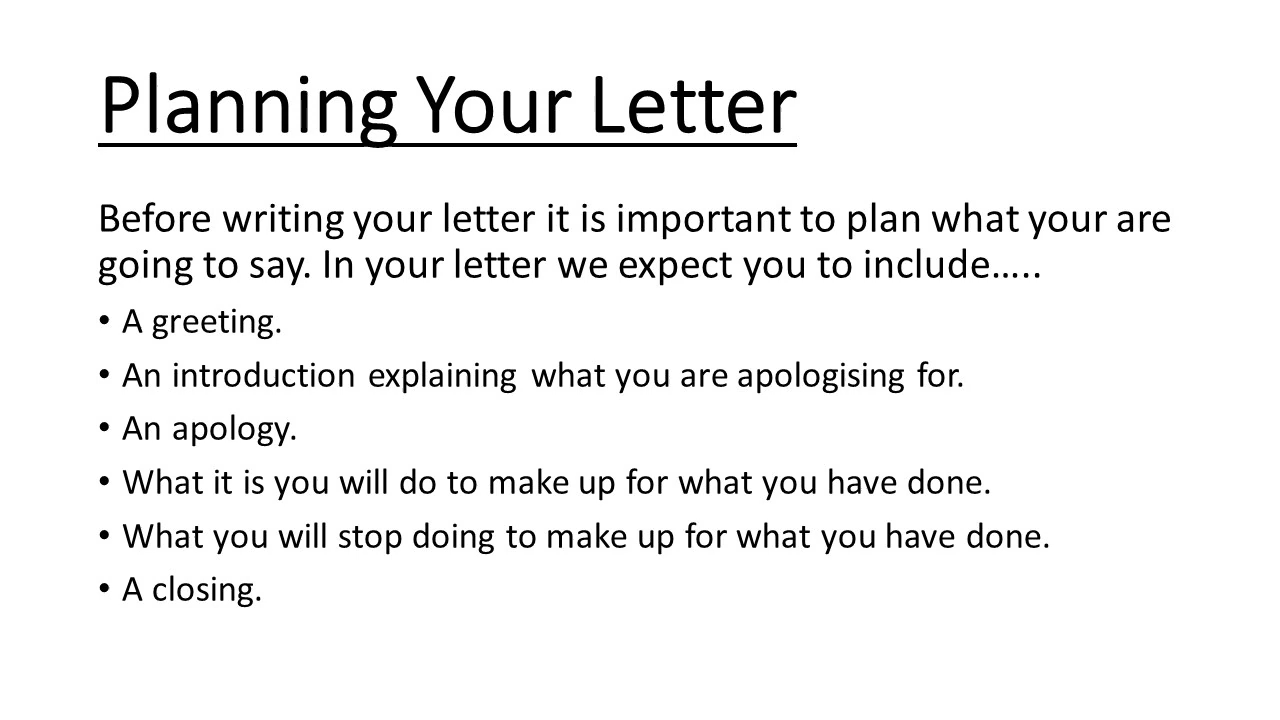 Planning Your Letter
Before writing your letter it is important to plan what your are
going to say. In your letter we expect you to include…..
• A greeting.
• An introduction explaining what you are apologising for.
• An apology.
• What it is you will do to make up for what you have done.
• What you will stop doing to make up for what you have done.
• A closing.